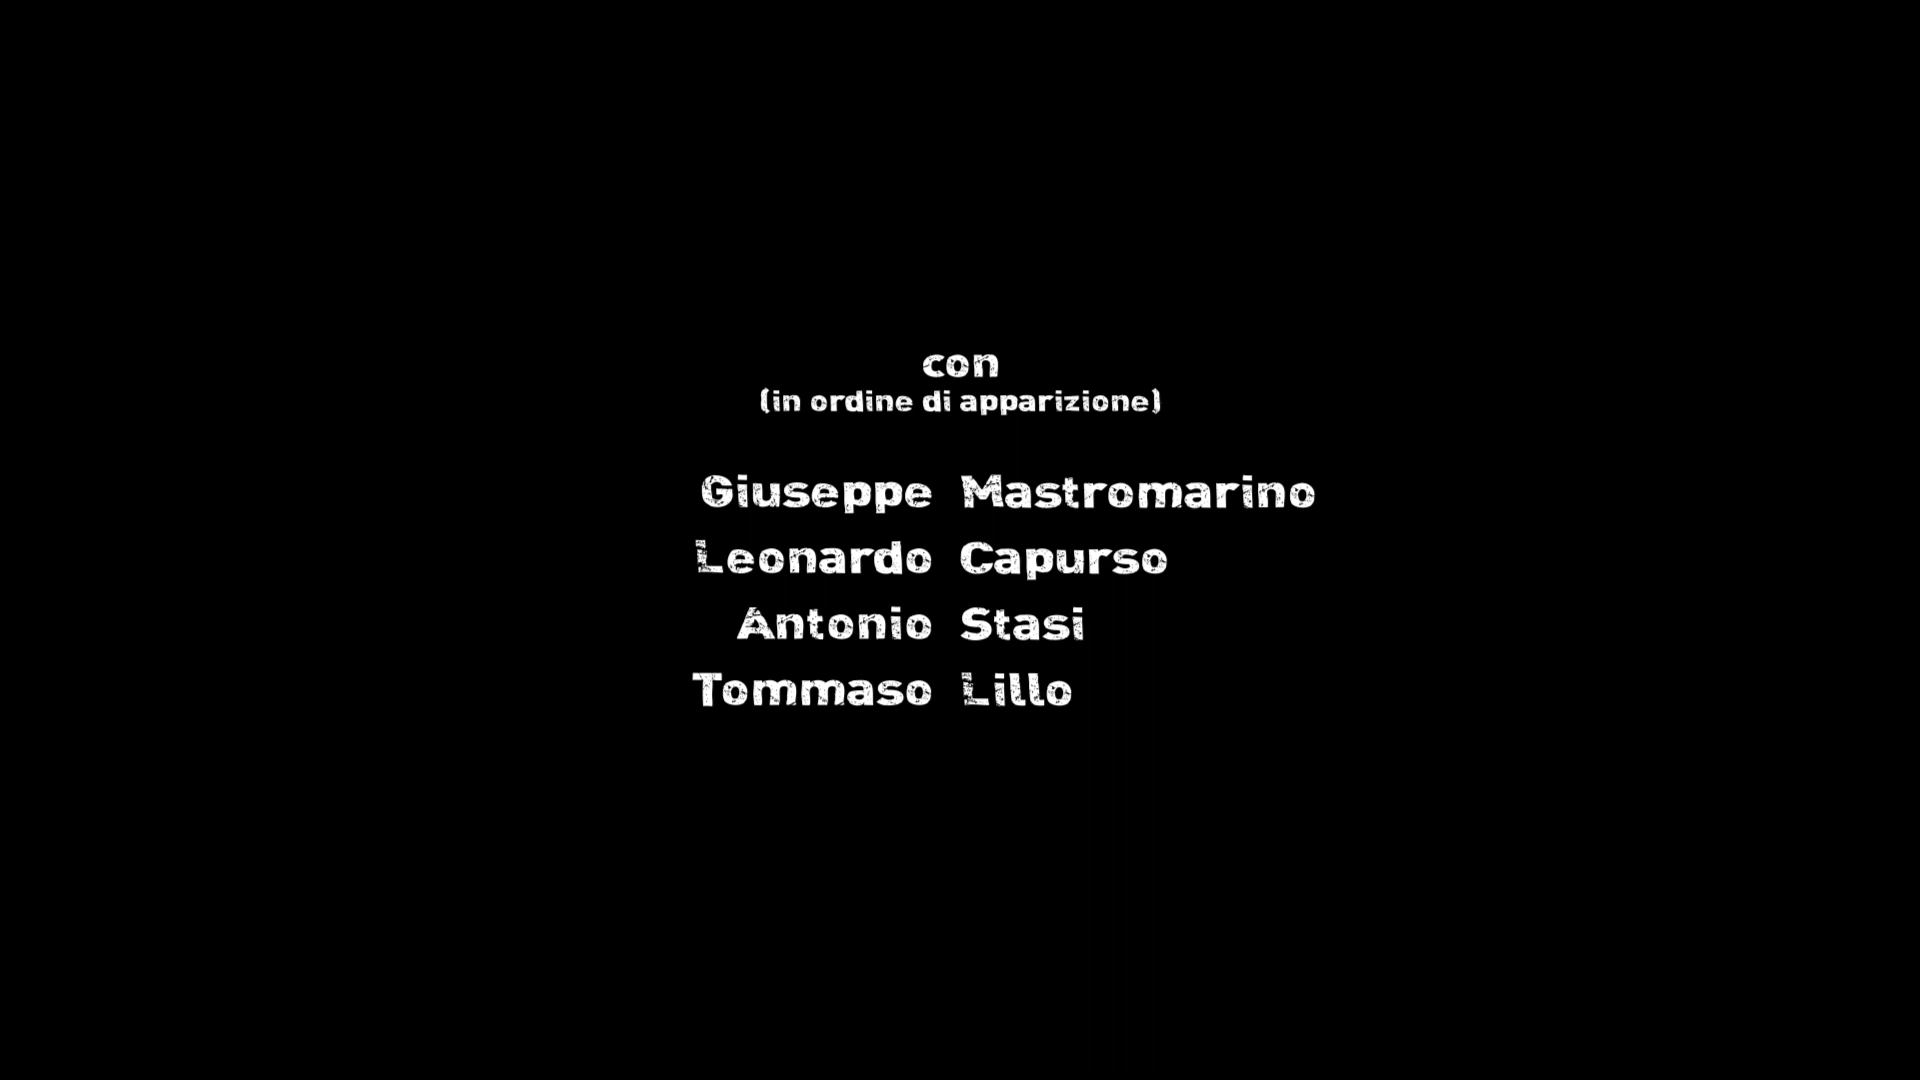 con
(in ordine di apparizione)
Giuseppe Mastromarino
Leonardo Capurso
Antonio Stasi
Tommaso Lillo